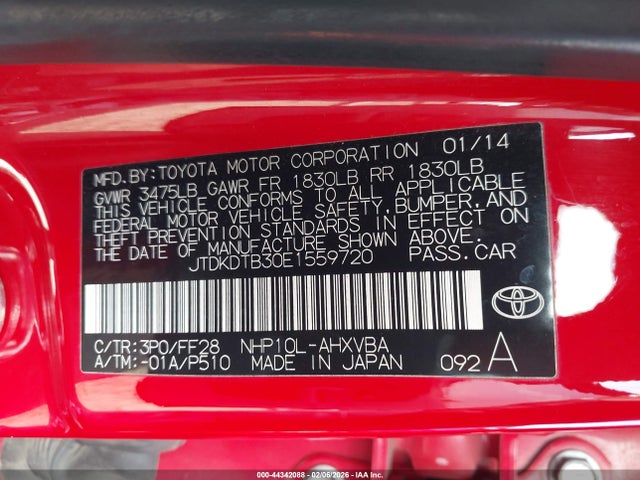 MFD.BY:TOYOTA MOTOR CORPORATION 01/14
GVWR 3475LB GAWR FR 1830LB RR 1830LB
THIS VEHICLE CONFORMS TO ALL APPLICABLE
FEDERAL MOTOR VEHICLE SAFETY,BUMPER,AND
THEFT PREVENTION STANDARDS IN EFFECT ON
THE DATE OF MANUFACTURE SHOWN ABOVE.
JTDKDTB30E1559720 PASS.CAR
C/TR:3P0/FF28 NHP10L-AHXVBA
A/TM:-01A/P510 MADE IN JAPAN 092 A
TOYOTA
000-44342088 - 02/06/2026 - IAA Inc.